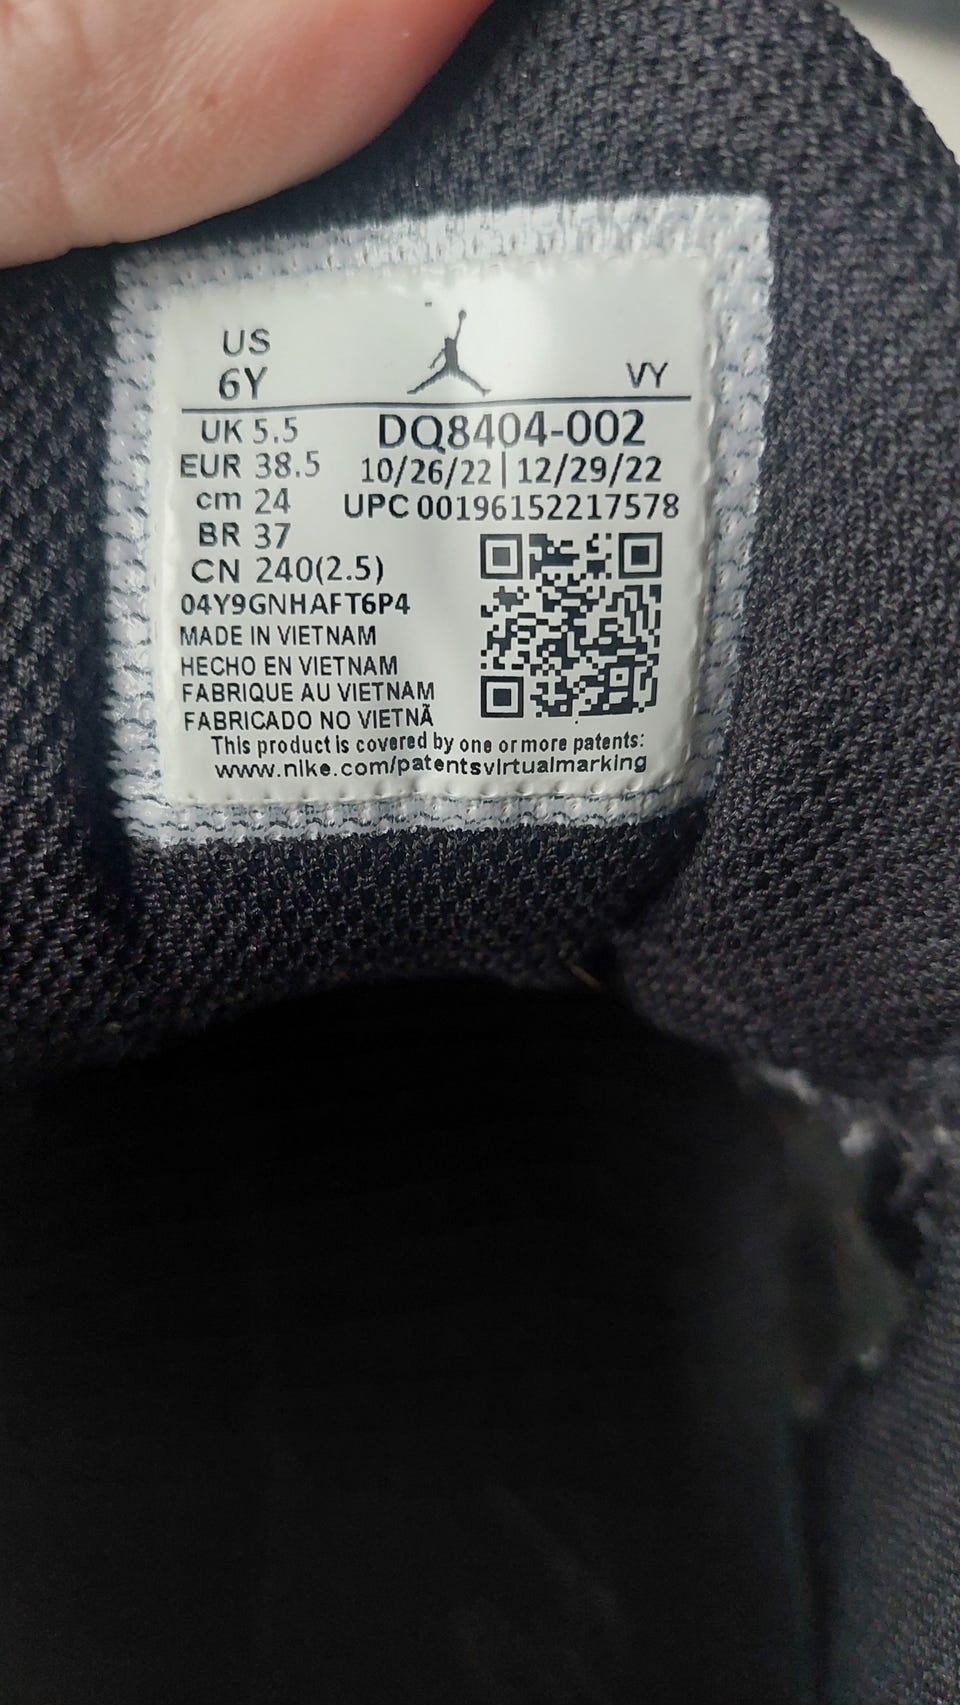 US
6Y
VY
UK 5.5
DQ8404-002
EUR 38.5
10/26/22 | 12/29/22
cm 24
UPC 00196152217578
BR 37
CN 240(2.5)
04Y9GNHAFT6P4
MADE IN VIETNAM
HECHO EN VIETNAM
FABRIQUE AU VIETNAM
FABRICADO NO VIETNÃ
This product is covered by one or more patents:
www.nike.com/patentsvirtualmarking